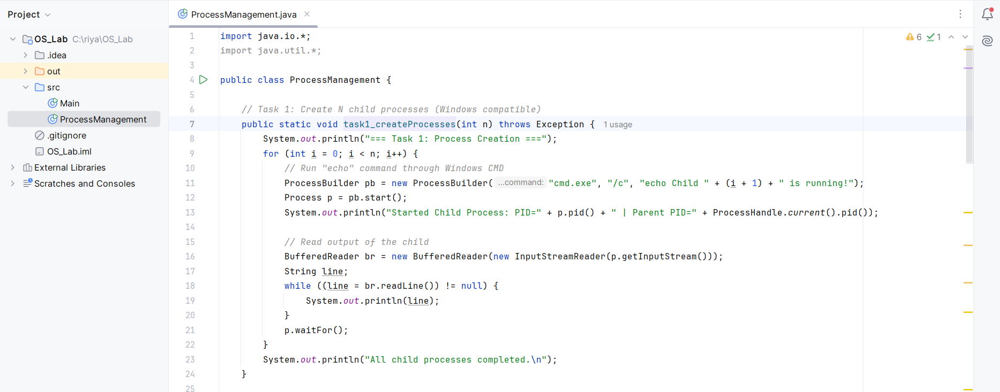 Project
OS_Lab C:\riya\OS_Lab
.idea
out
src
Main
ProcessManagement
.gitignore
OS_Lab.iml
External Libraries
Scratches and Consoles
ProcessManagement.java
6 1
1 import java.io.*;
2 import java.util.*;
3
4 public class ProcessManagement {
5
6 // Task 1: Create N child processes (Windows compatible)
7 public static void task1_createProcesses(int n) throws Exception { 1 usage
8 System.out.println("=== Task 1: Process Creation ===");
9 for (int i = 0; i < n; i++) {
10 // Run "echo" command through Windows CMD
11 ProcessBuilder pb = new ProcessBuilder( ...command: "cmd.exe", "/c", "echo Child " + (i + 1) + " is running!");
12 Process p = pb.start();
13 System.out.println("Started Child Process: PID=" + p.pid() + " | Parent PID=" + ProcessHandle.current().pid());
14
15 // Read output of the child
16 BufferedReader br = new BufferedReader(new InputStreamReader(p.getInputStream()));
17 String line;
18 while ((line = br.readLine()) != null) {
19 System.out.println(line);
20 }
21 p.waitFor();
22 }
23 System.out.println("All child processes completed.\n");
24 }
25